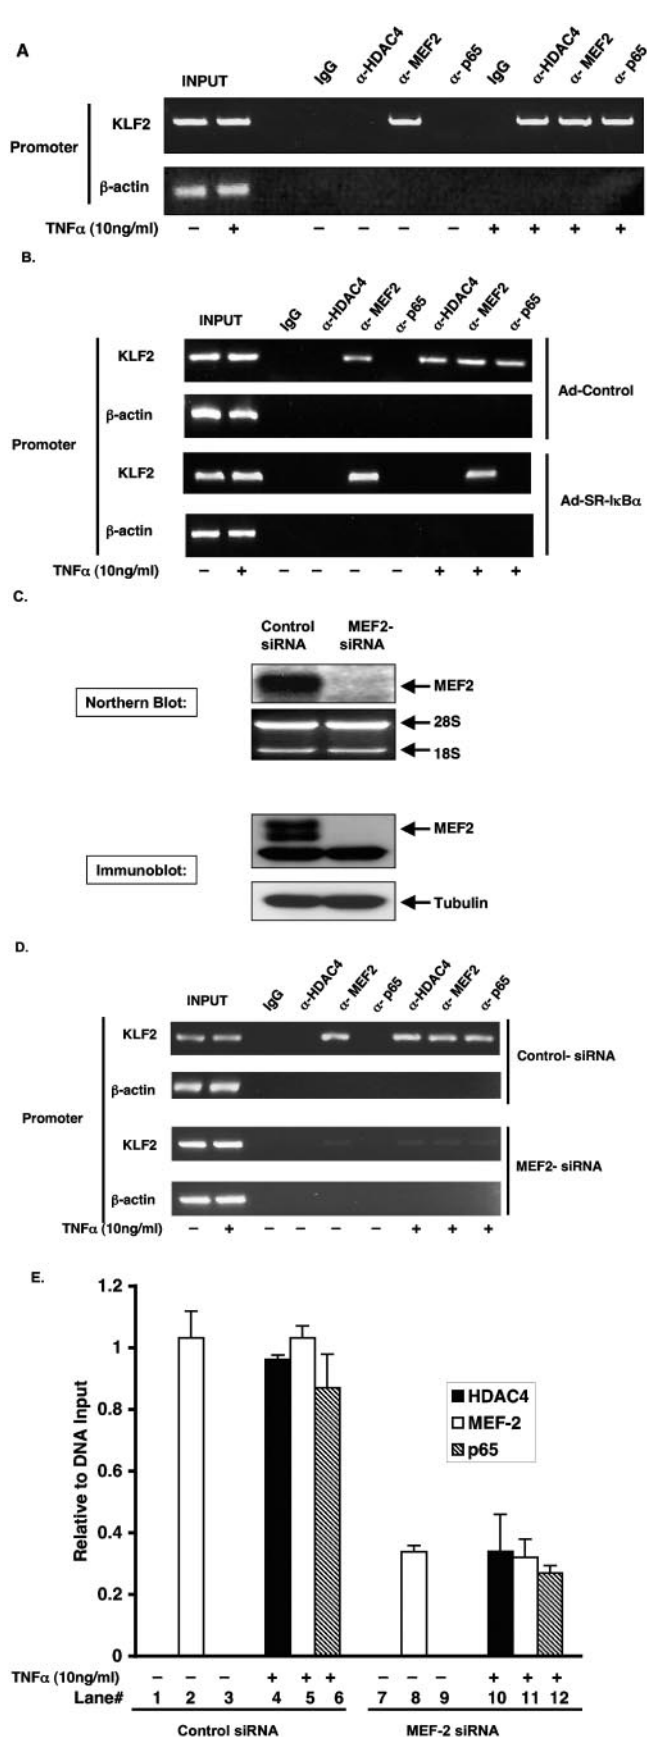 A
INPUT IgG α-HDAC4 α- MEF2 α- p65 IgG α-HDAC4 α- MEF2 α- p65
Promoter
KLF2
β-actin
TNFα (10ng/ml) − + − − − − + + + +
B.
INPUT IgG α-HDAC4 α- MEF2 α- p65 α-HDAC4 α- MEF2 α- p65
Promoter
KLF2
β-actin
Ad-Control
KLF2
β-actin
Ad-SR-IκBα
TNFα (10ng/ml) − + − − − − + + +
C.
Control siRNA
MEF2- siRNA
Northern Blot:
MEF2
28S
18S
Immunoblot:
MEF2
Tubulin
D.
INPUT IgG α-HDAC4 α- MEF2 α- p65 α-HDAC4 α- MEF2 α- p65
Promoter
KLF2
β-actin
Control- siRNA
KLF2
β-actin
MEF2- siRNA
TNFα (10ng/ml) − + − − − − + + +
E.
Relative to DNA Input
1.2
1
0.8
0.6
0.4
0.2
0
HDAC4
MEF-2
p65
TNFα (10ng/ml) − − − + + + − − − + + +
Lane# 1 2 3 4 5 6 7 8 9 10 11 12
Control siRNA MEF-2 siRNA